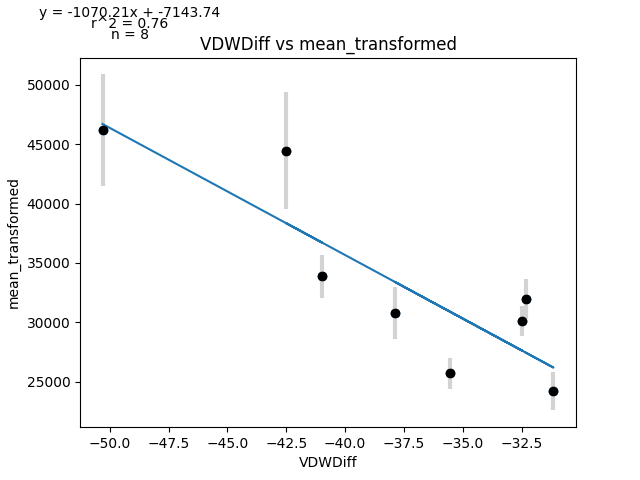 y = -1070.21x + -7143.74
r^2 = 0.76
n = 8
VDWDiff vs mean_transformed
50000
45000
40000
35000
30000
25000
mean_transformed
−50.0 −47.5 −45.0 −42.5 −40.0 −37.5 −35.0 −32.5
VDWDiff